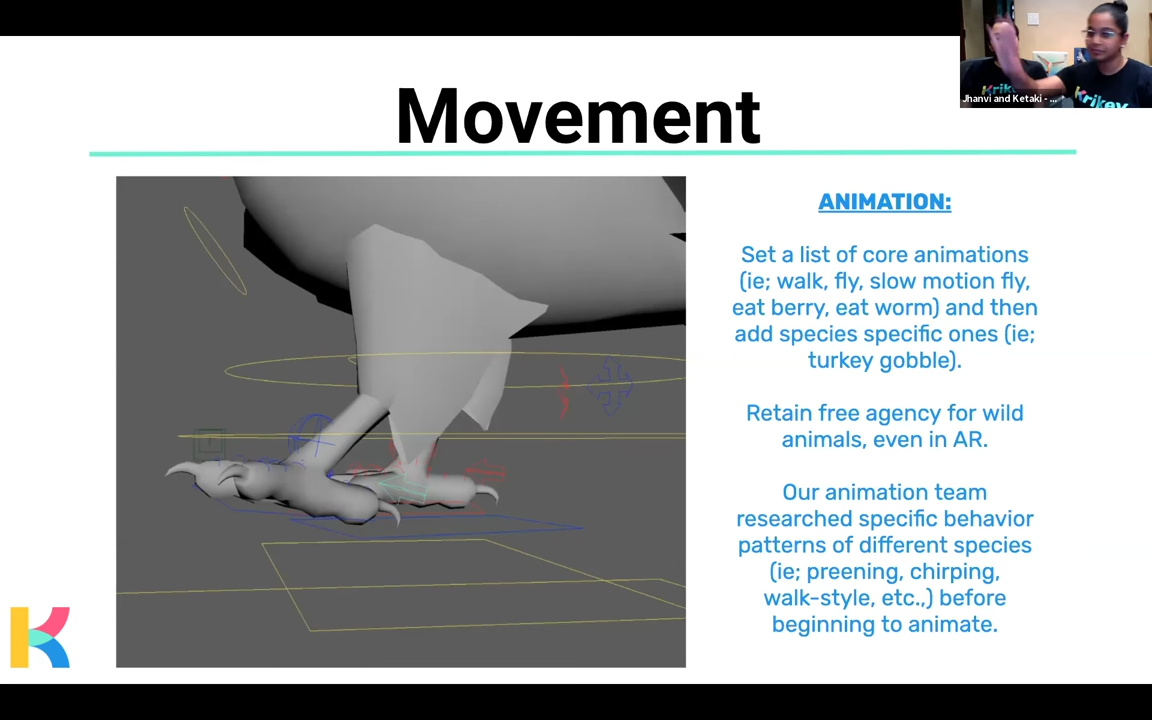 Movement
Krikey
Krikey
Jhanvi and Ketaki - ...
ANIMATION:
Set a list of core animations
(ie; walk, fly, slow motion fly,
eat berry, eat worm) and then
add species specific ones (ie;
turkey gobble).
Retain free agency for wild
animals, even in AR.
Our animation team
researched specific behavior
patterns of different species
(ie; preening, chirping,
walk-style, etc.,) before
beginning to animate.
K